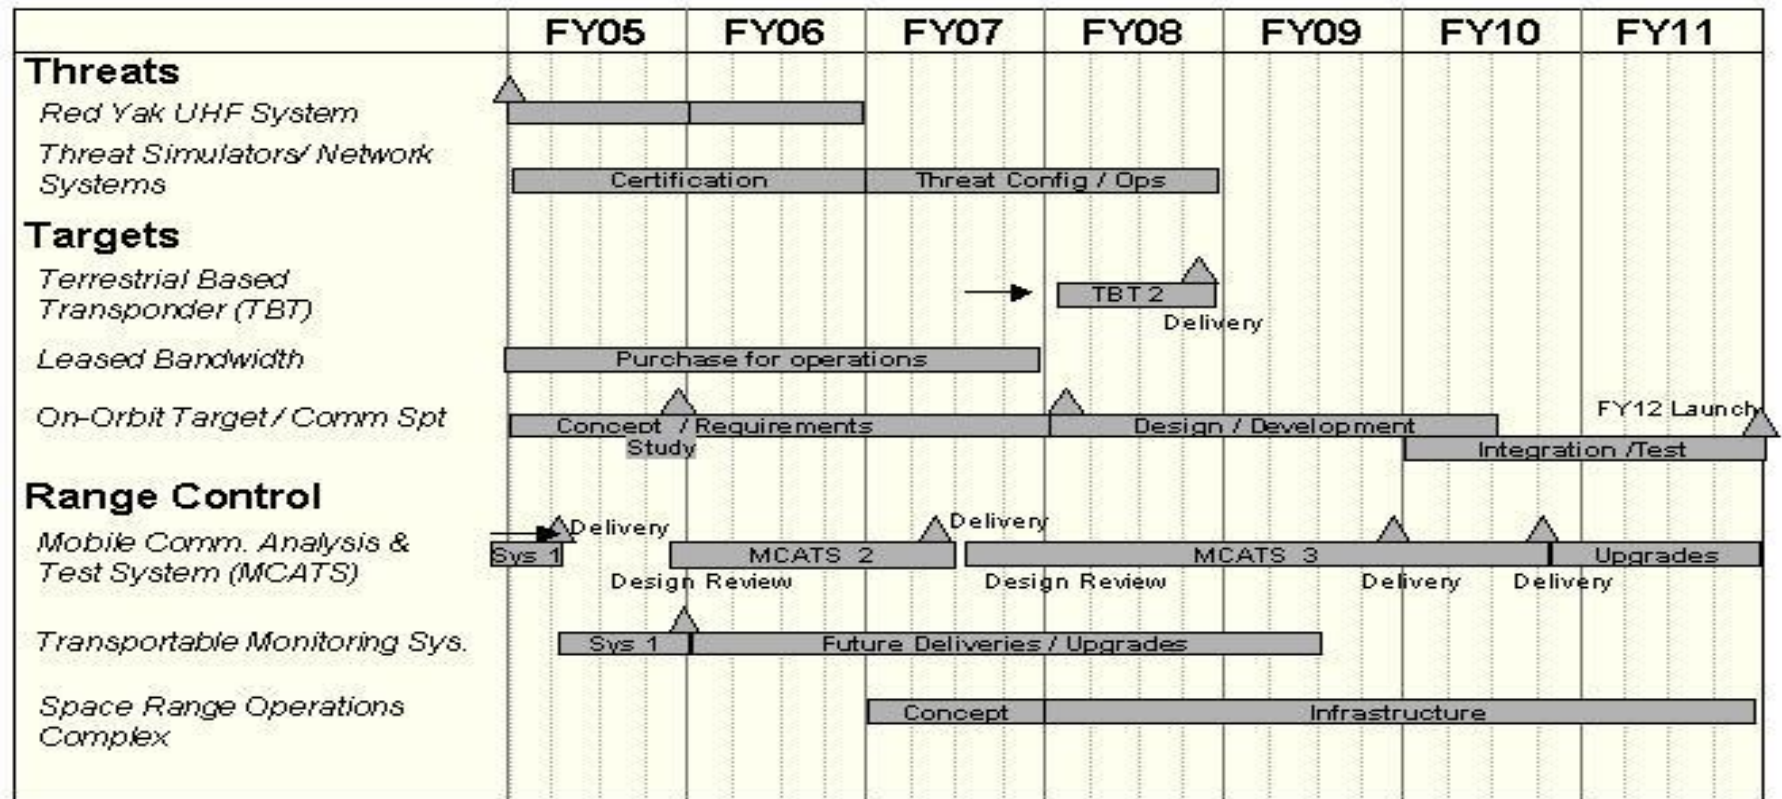 FY05 FY06 FY07 FY08 FY09 FY10 FY11
Threats
Red Yak UHF System
Threat Simulators/ Network
Systems
Certification
Threat Config / Ops
Targets
Terrestrial Based
Transponder (TBT)
TBT 2
Delivery
Leased Bandwidth
Purchase for operations
On-Orbit Target / Comm Spt
Concept / Requirements
Study
Design / Development
FY12 Launch
Integration /Test
Range Control
Mobile Comm. Analysis &
Test System (MCATS)
Sys 1
Delivery
MCATS 2
Design Review
Delivery
MCATS 3
Design Review
Delivery
Delivery
Upgrades
Transportable Monitoring Sys.
Sys 1
Future Deliveries / Upgrades
Space Range Operations
Complex
Concept
Infrastructure